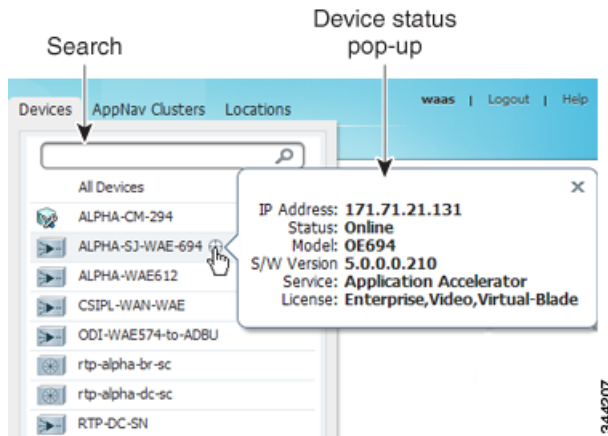 Device status
pop-up
Search
Devices AppNav Clusters Locations
waas | Logout | Help
All Devices
ALPHA-CM-294
ALPHA-SJ-WAE-694
ALPHA-WAE612
CSIPL-WAN-WAE
ODI-WAE574-to-ADBU
rtp-alpha-br-sc
rtp-alpha-dc-sc
RTP-DC-SN
IP Address: 171.71.21.131
Status: Online
Model: OE694
S/W Version 5.0.0.0.210
Service: Application Accelerator
License: Enterprise,Video,Virtual-Blade
344207